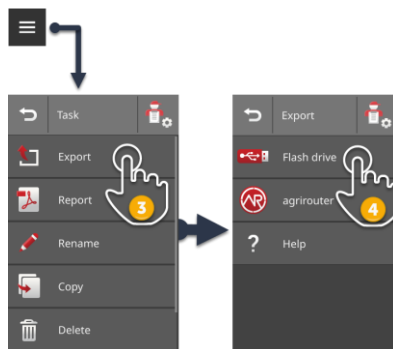 Task
Export
Report
Rename
Copy
Delete
3
Export
Flash drive
agrirouter
? Help
4